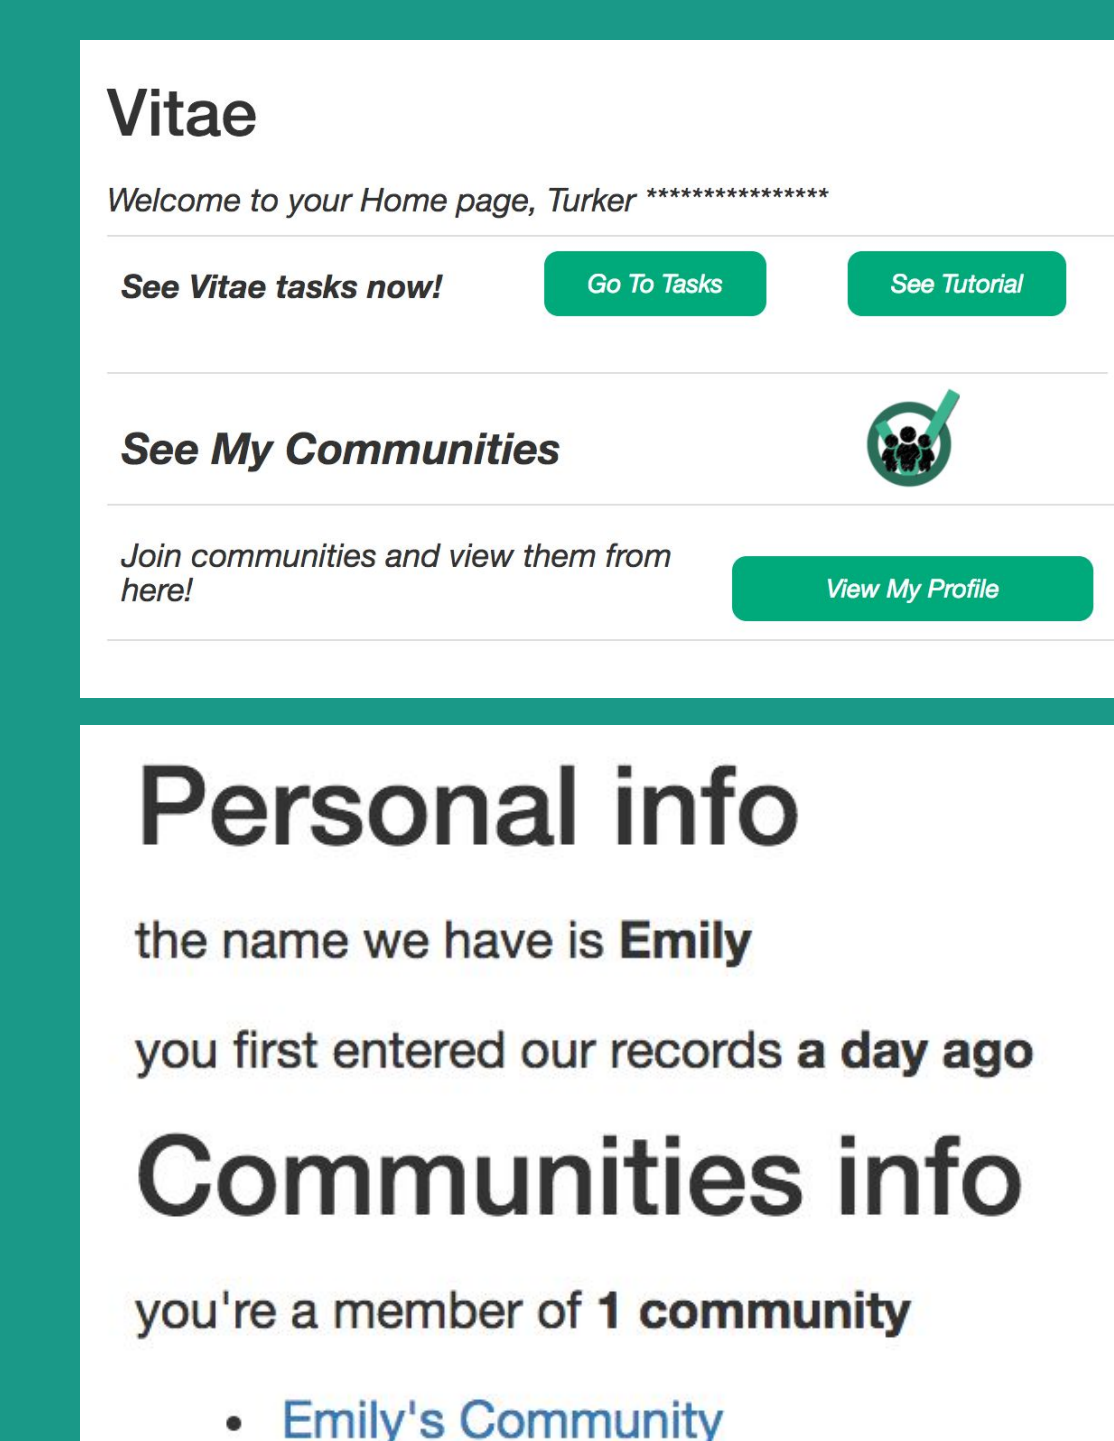 Vitae
Welcome to your Home page, Turker ****************
See Vitae tasks now!
Go To Tasks
See Tutorial
See My Communities
Join communities and view them from
here!
View My Profile
Personal info
the name we have is Emily
you first entered our records a day ago
Communities info
you're a member of 1 community
• Emily's Community